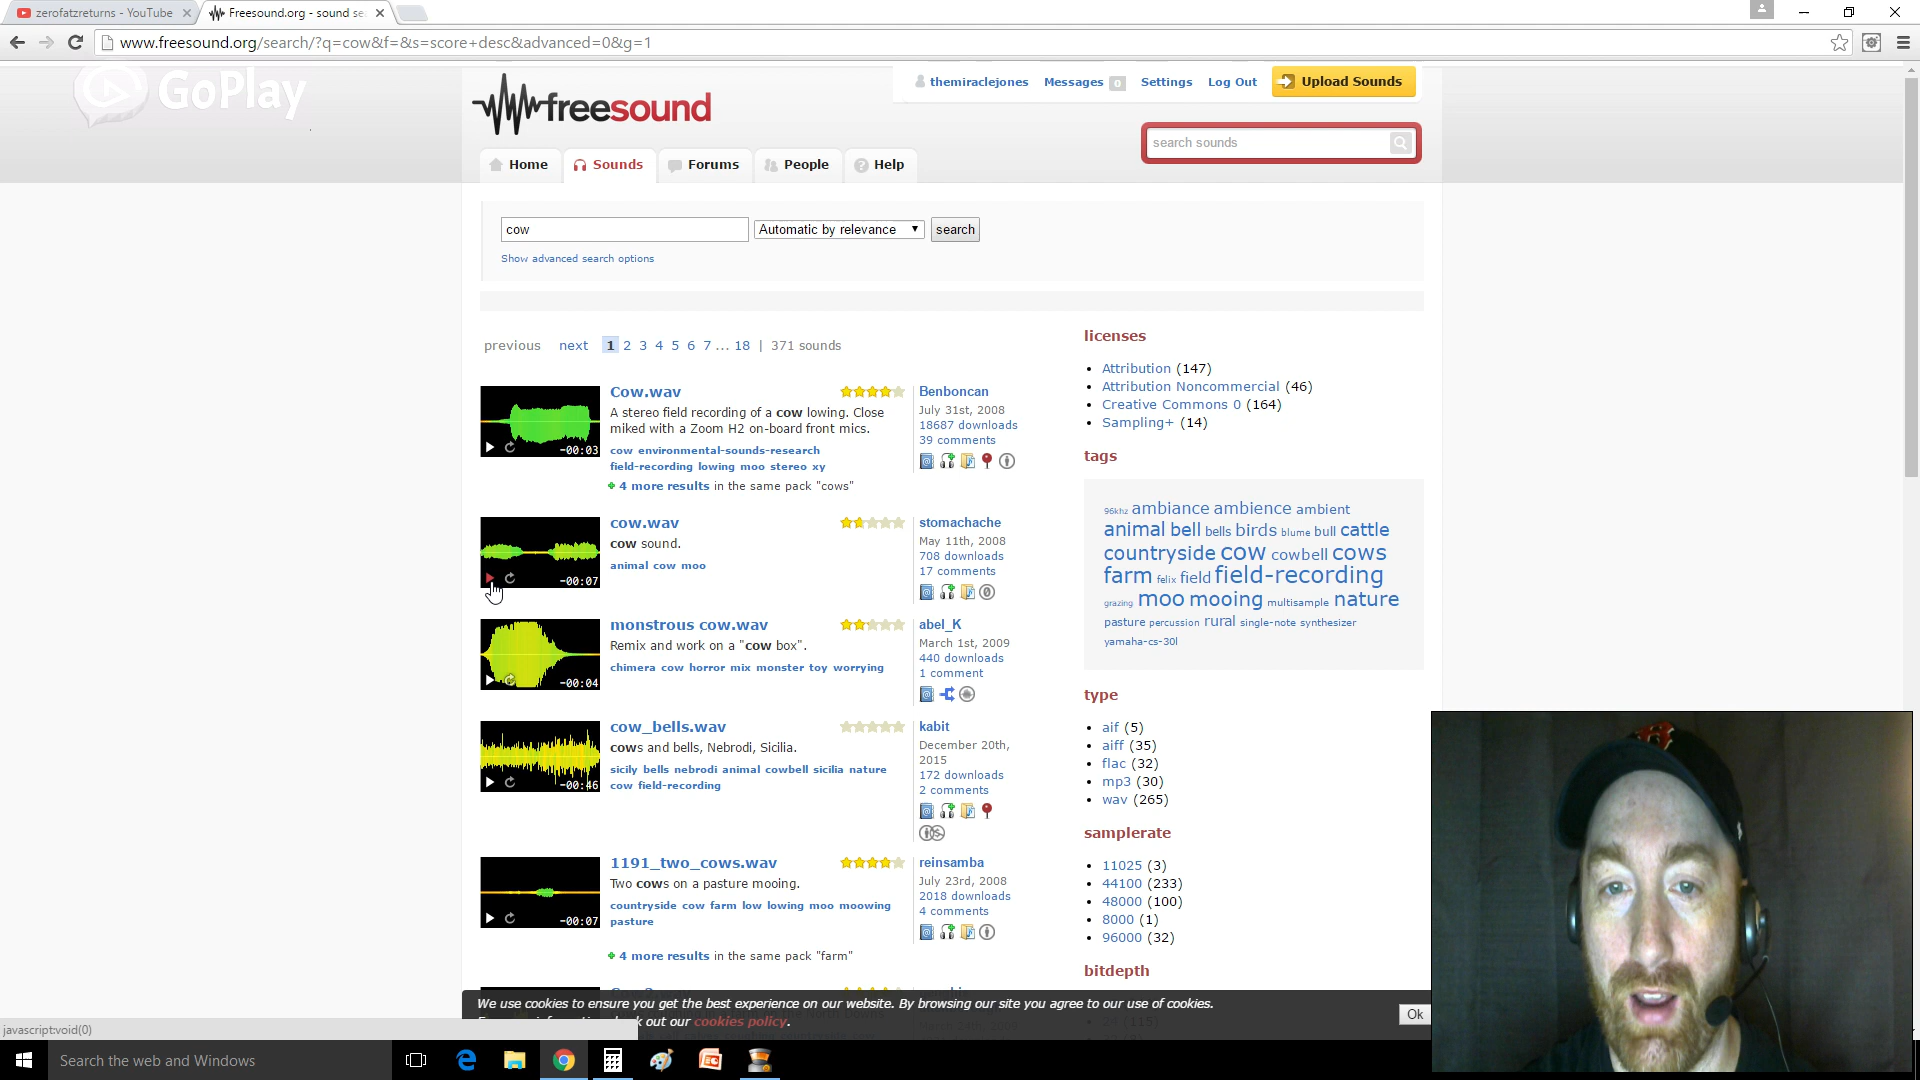 zerofatzreturns - YouTube
Freesound.org - sound se
www.freesound.org/search/?q=cow&f=&s=score+desc&advanced=0&g=1
GoPlay
freesound
themiraclejones Messages 0 Settings Log Out Upload Sounds
search sounds
Home Sounds Forums People Help
cow Automatic by relevance search
Show advanced search options
previous next 1 2 3 4 5 6 7 ... 18 | 371 sounds
Cow.wav
A stereo field recording of a cow lowing. Close
miked with a Zoom H2 on-board front mics.
cow environmental-sounds-research
field-recording lowing moo stereo xy
4 more results in the same pack "cows"
-00:03
Benboncan
July 31st, 2008
18687 downloads
39 comments
cow.wav
cow sound.
animal cow moo
-00:07
stomachache
May 11th, 2008
708 downloads
17 comments
monstrous cow.wav
Remix and work on a "cow box".
chimera cow horror mix monster toy worrying
-00:04
abel_K
March 1st, 2009
440 downloads
1 comment
cow_bells.wav
cows and bells, Nebrodi, Sicilia.
sicily bells nebrodi animal cowbell sicilia nature
cow field-recording
-00:46
kabit
December 20th,
2015
172 downloads
2 comments
1191_two_cows.wav
Two cows on a pasture mooing.
countryside cow farm low lowing moo moowing
pasture
-00:07
4 more results in the same pack "farm"
reinsamba
July 23rd, 2008
2018 downloads
4 comments
licenses
Attribution (147)
Attribution Noncommercial (46)
Creative Commons 0 (164)
Sampling+ (14)
tags
96khz ambiance ambience ambient
animal bell bells birds blume bull cattle
countryside cow cowbell cows
farm felix field field-recording
grazing moo mooing multisample nature
pasture percussion rural single-note synthesizer
yamaha-cs-30l
type
aif (5)
aiff (35)
flac (32)
mp3 (30)
wav (265)
samplerate
11025 (3)
44100 (233)
48000 (100)
8000 (1)
96000 (32)
bitdepth
We use cookies to ensure you get the best experience on our website. By browsing our site you agree to our use of cookies.
out our cookies policy.
Ok
javascript:void(0)
Search the web and Windows